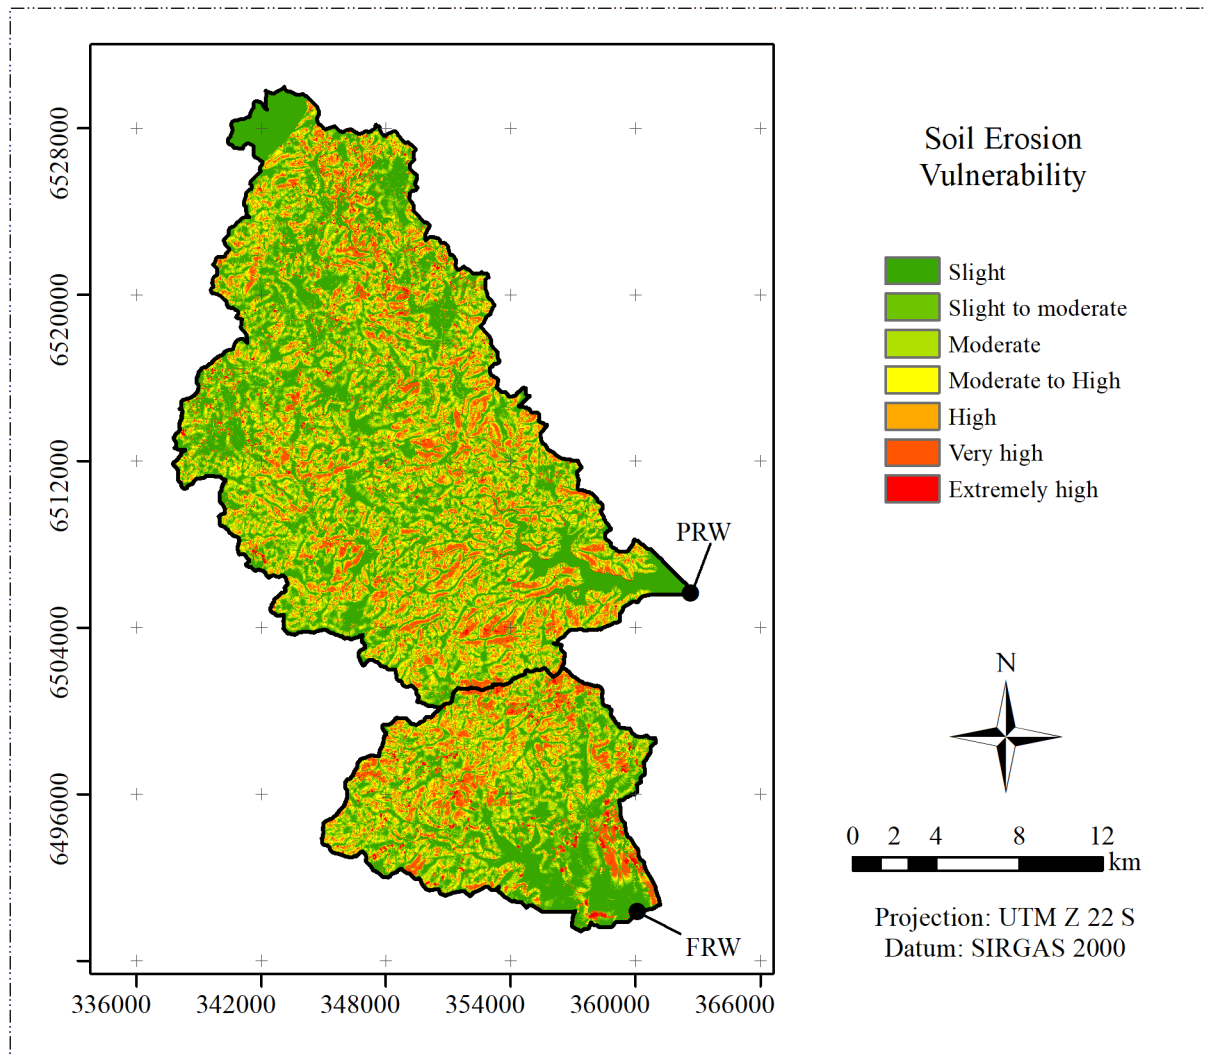 Soil Erosion
Vulnerability
Slight
Slight to moderate
Moderate
Moderate to High
High
Very high
Extremely high
6528000
6520000
6512000
6504000
6496000
PRW
FRW
N
0 2 4 8 12
km
Projection: UTM Z 22 S
Datum: SIRGAS 2000
336000 342000 348000 354000 360000 366000